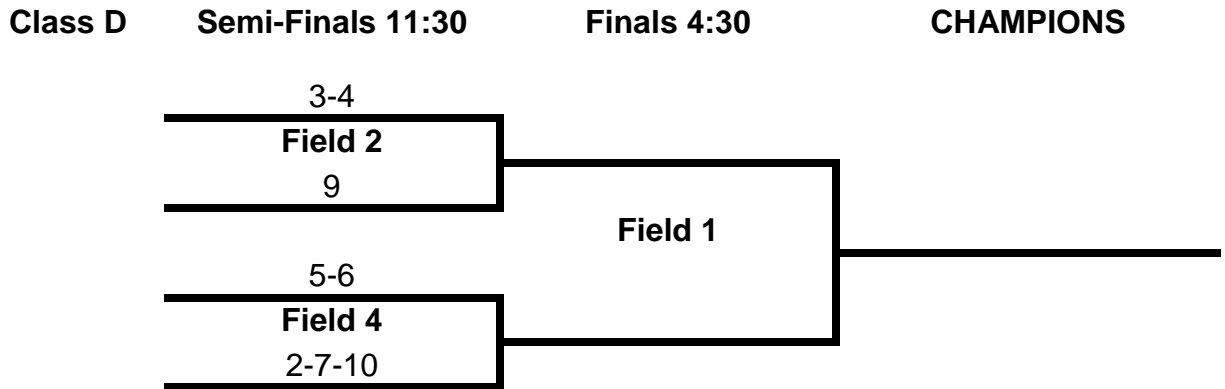 Class D Semi-Finals 11:30 Finals 4:30 CHAMPIONS
3-4
Field 2
9
Field 1
5-6
Field 4
2-7-10